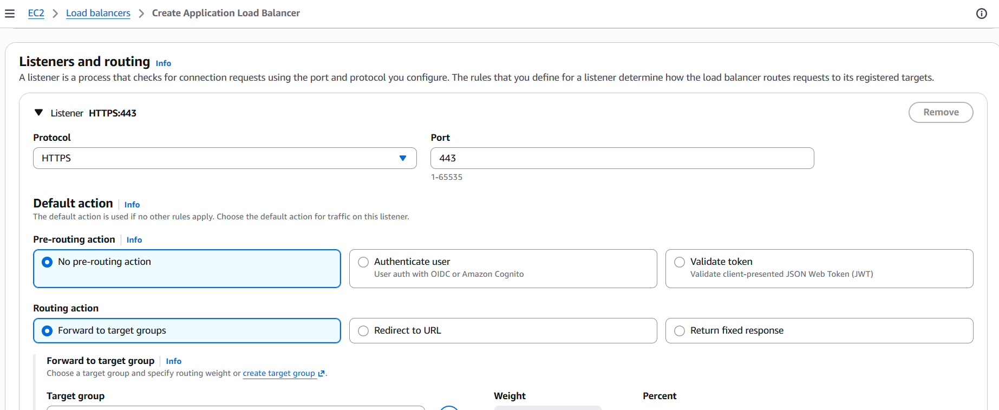 EC2 > Load balancers > Create Application Load Balancer
Listeners and routing Info
A listener is a process that checks for connection requests using the port and protocol you configure. The rules that you define for a listener determine how the load balancer routes requests to its registered targets.
Listener HTTPS:443 Remove
Protocol Port
HTTPS 443
1-65535
Default action Info
The default action is used if no other rules apply. Choose the default action for traffic on this listener.
Pre-routing action Info
No pre-routing action Authenticate user Validate token
User auth with OIDC or Amazon Cognito Validate client-presented JSON Web Token (JWT)
Routing action
Forward to target groups Redirect to URL Return fixed response
Forward to target group Info
Choose a target group and specify routing weight or create target group .
Target group Weight Percent